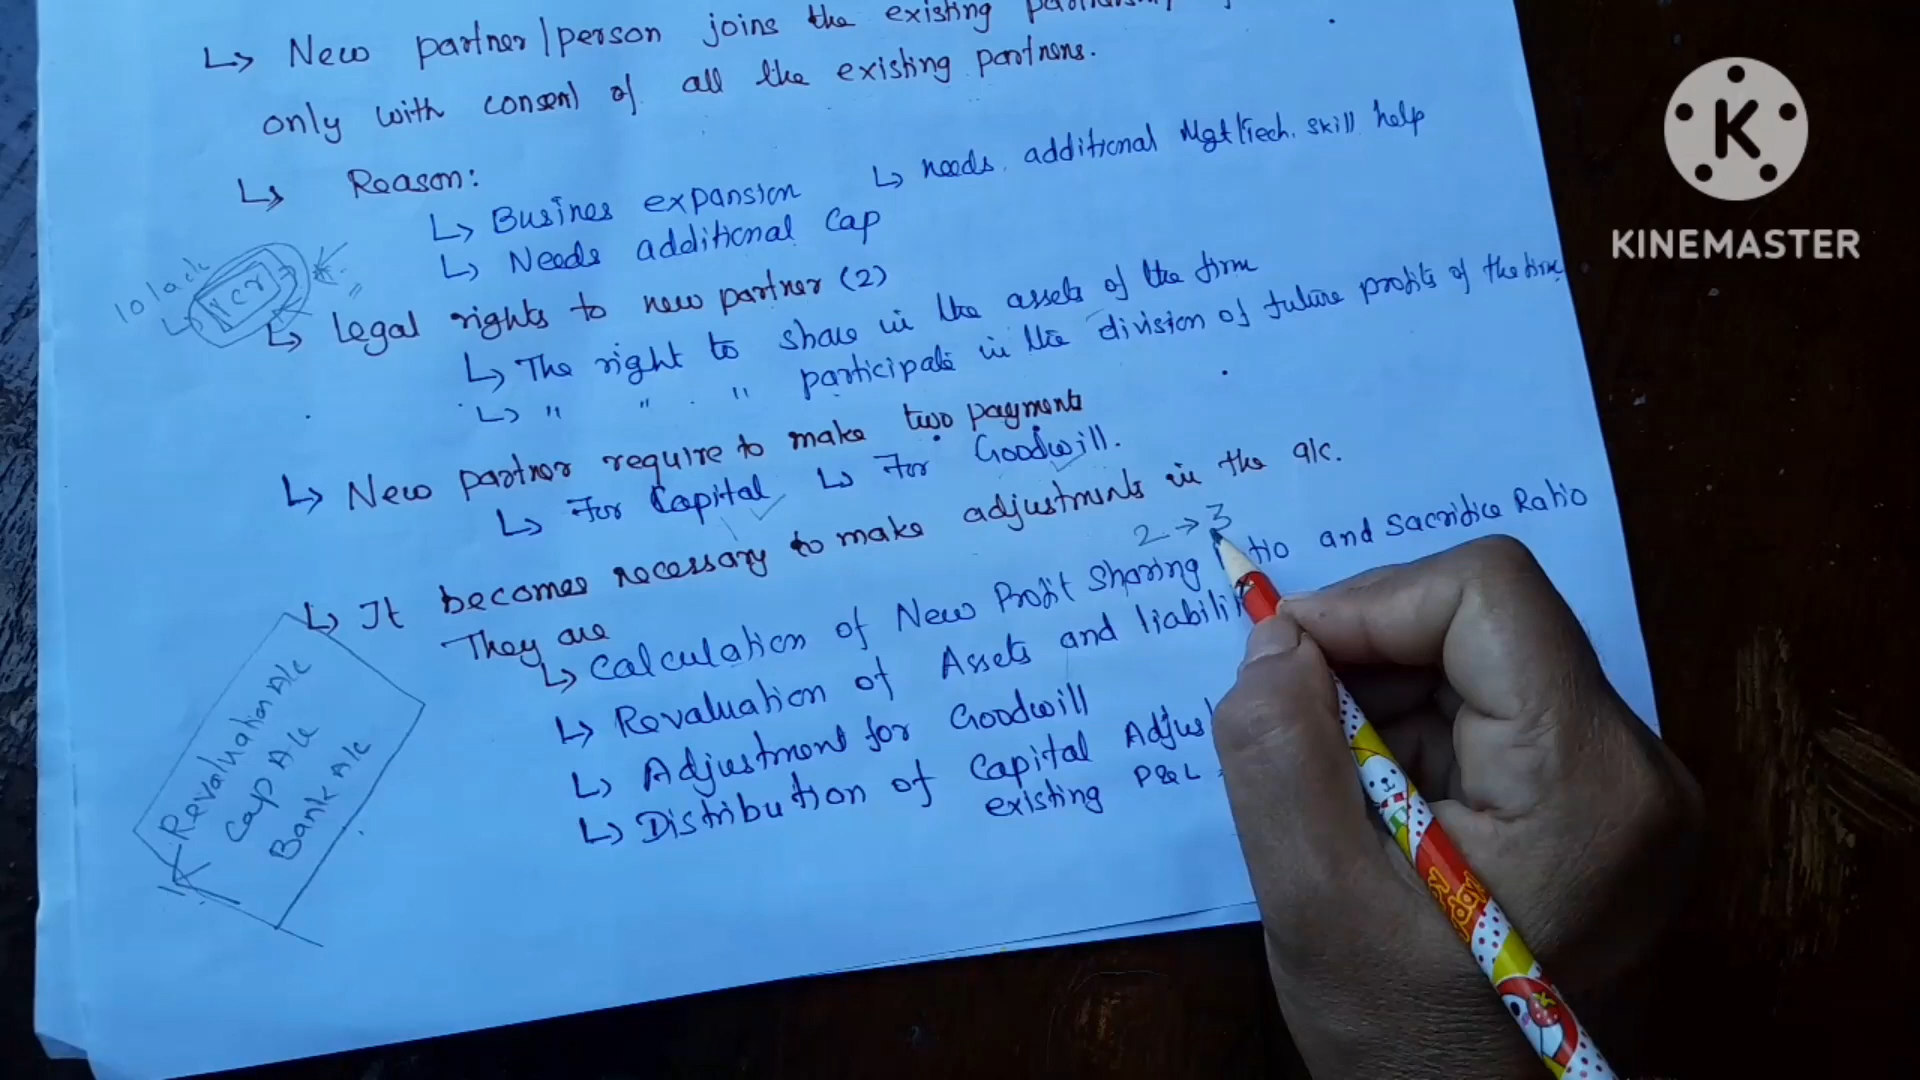 ↳ New partner/person joins the existing
only with consent of all the existing partners.
↳ Reason:
↳ Busines expansion ↳ needs additional Mgt/Tech. skill help
↳ Needs additional Cap
10 lack
1 cr
↳ Legal rights to new partner (2)
↳ The right to share in the assets of the firm
↳ " " " participate in the division of future profits of the firm
↳ New partner require to make two payments
↳ For Capital ↳ For Goodwill.
↳ It becomes necessary to make adjustments in the a/c.
2 → 3
They are
↳ Calculation of New Profit Sharing tio and Sacrifice Ratio
↳ Revaluation of Assets and liabili
↳ Adjustment for Goodwill
↳ Distribution of Capital Adjus
existing P&L
Revaluation A/c
Cap A/c
Bank A/c
K
KINEMASTER